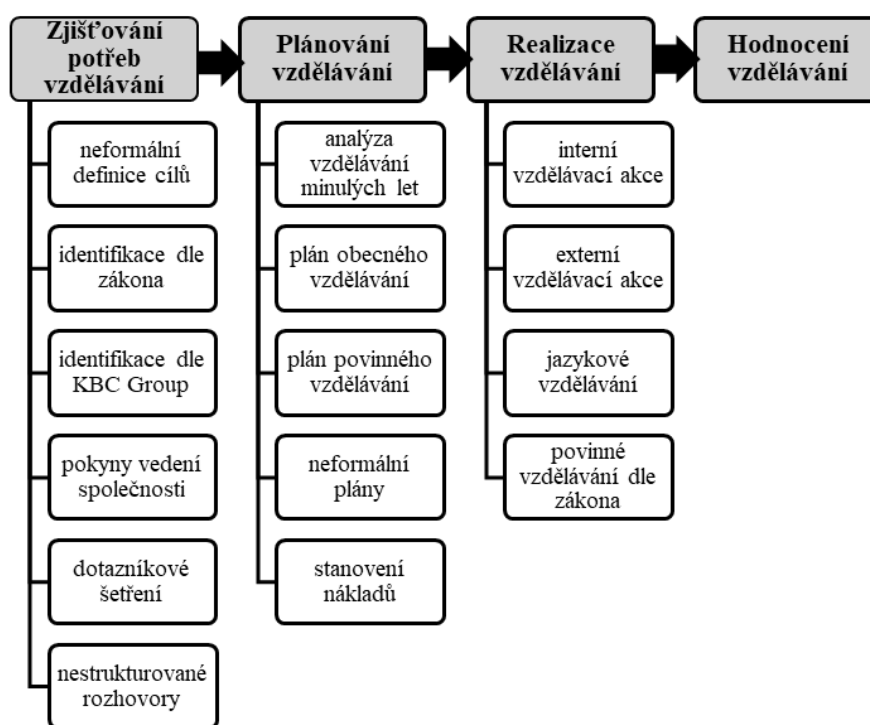 Zjišťování
potřeb
vzdělávání
Plánování
vzdělávání
Realizace
vzdělávání
Hodnocení
vzdělávání
neformální
definice cílů
identifikace dle
zákona
identifikace dle
KBC Group
pokyny vedení
společnosti
dotazníkové
šetření
nestrukturované
rozhovory
analýza
vzdělávání
minulých let
plán obecného
vzdělávání
plán povinného
vzdělávání
neformální
plány
stanovení
nákladů
interní
vzdělávací akce
externí
vzdělávací akce
jazykové
vzdělávání
povinné
vzdělávání dle
zákona